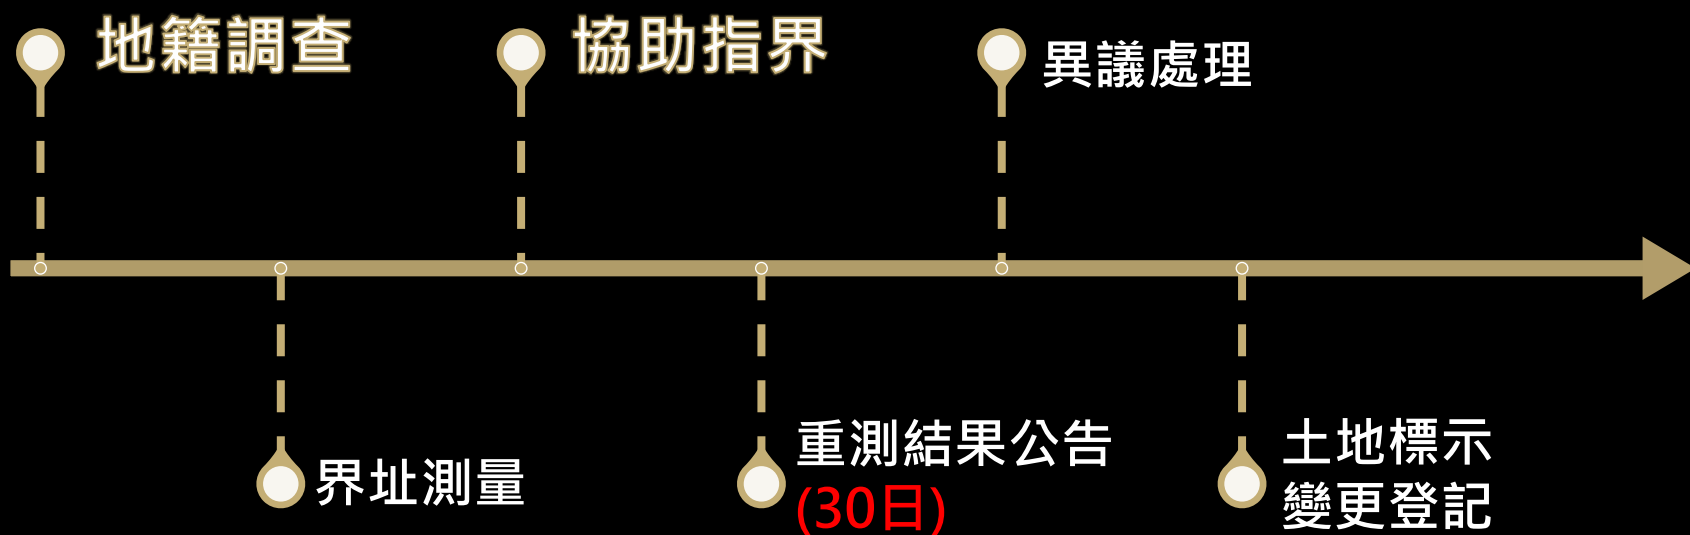 地籍調查
協助指界
異議處理
界址測量
重測結果公告
(30日)
土地標示
變更登記